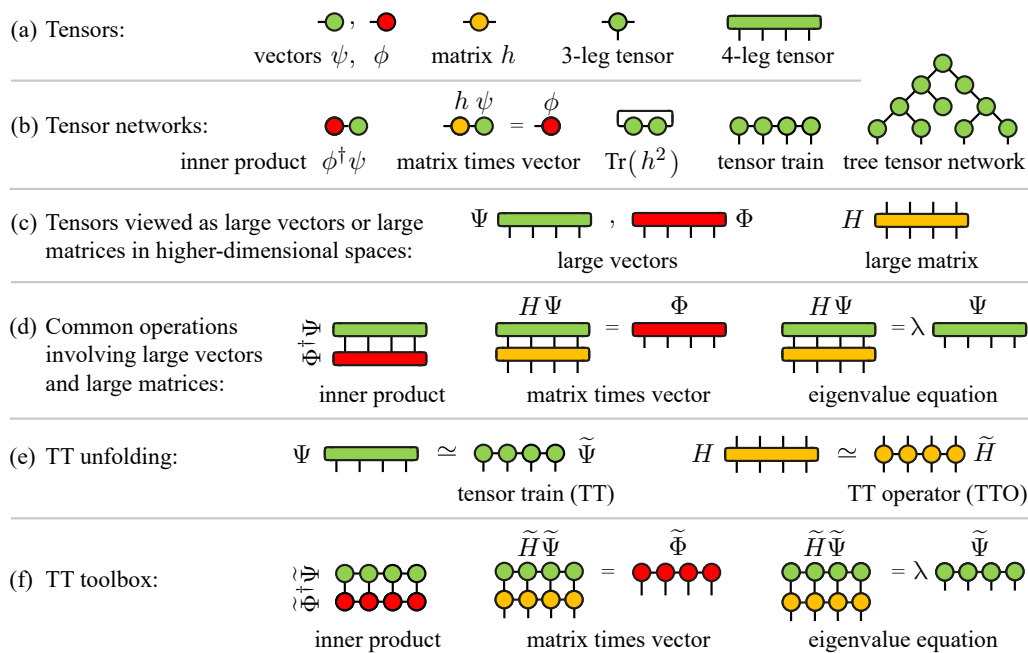 (a) Tensors:
vectors ψ, ϕ
matrix h
3-leg tensor
4-leg tensor
(b) Tensor networks:
h ψ
=
ϕ
inner product ϕ†ψ
matrix times vector
Tr(h²)
tensor train
tree tensor network
(c) Tensors viewed as large vectors or large
matrices in higher-dimensional spaces:
Ψ
,
Φ
H
large vectors
large matrix
(d) Common operations
involving large vectors
and large matrices:
Φ†Ψ
HΨ
=
Φ
HΨ
= λ
Ψ
inner product
matrix times vector
eigenvalue equation
(e) TT unfolding:
Ψ
≃
Ψ̃
H
≃
H̃
tensor train (TT)
TT operator (TTO)
(f) TT toolbox:
Φ̃†Ψ̃
H̃Ψ̃
=
Φ̃
H̃Ψ̃
= λ
Ψ̃
inner product
matrix times vector
eigenvalue equation